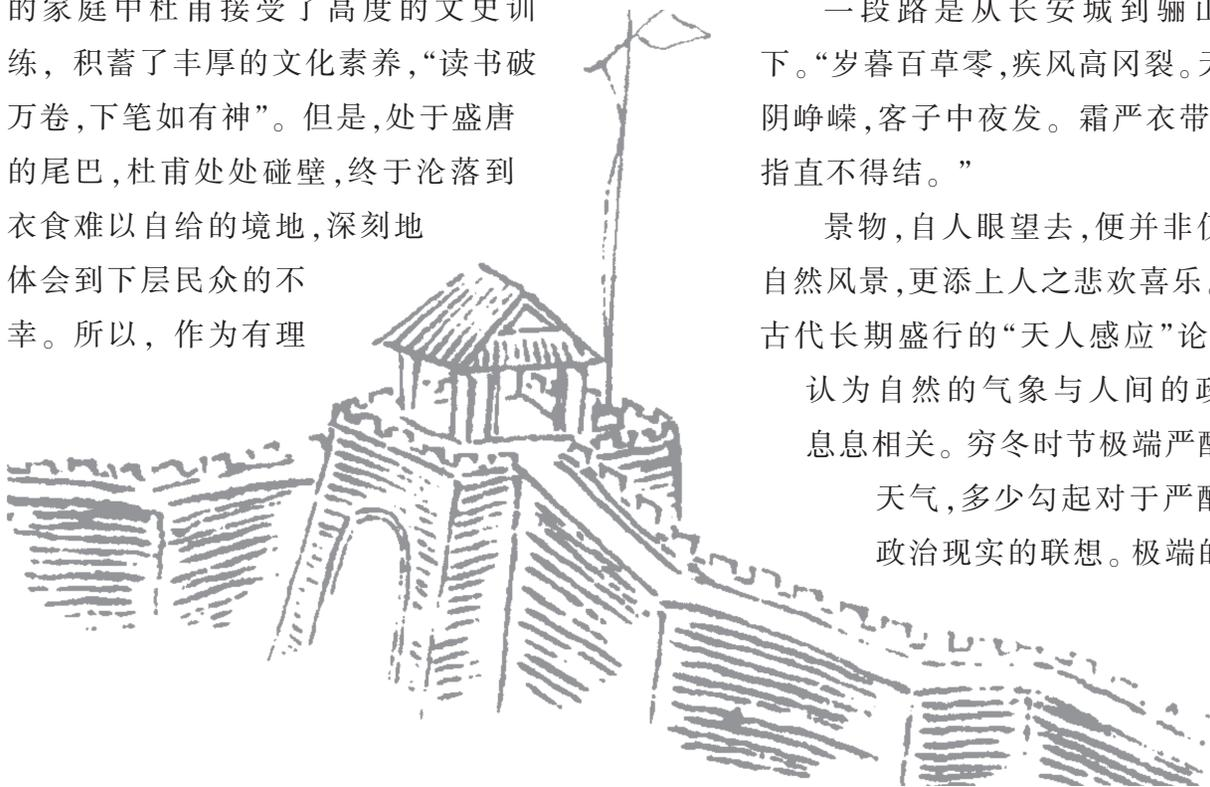 的家庭中杜甫接受了高度的文史训
练，积蓄了丰厚的文化素养，“读书破
万卷，下笔如有神”。但是，处于盛唐
的尾巴，杜甫处处碰壁，终于沦落到
衣食难以自给的境地，深刻地
体会到下层民众的不
幸。所以，作为有理
一段路是从长安城到骊山
下。“岁暮百草零，疾风高冈裂。天
阴峥嵘，客子中夜发。霜严衣带
指直不得结。”
景物，自人眼望去，便并非仅
自然风景，更添上人之悲欢喜乐。
古代长期盛行的“天人感应”论
认为自然的气象与人间的政
息息相关。穷冬时节极端严酷
天气，多少勾起对于严酷
政治现实的联想。极端的